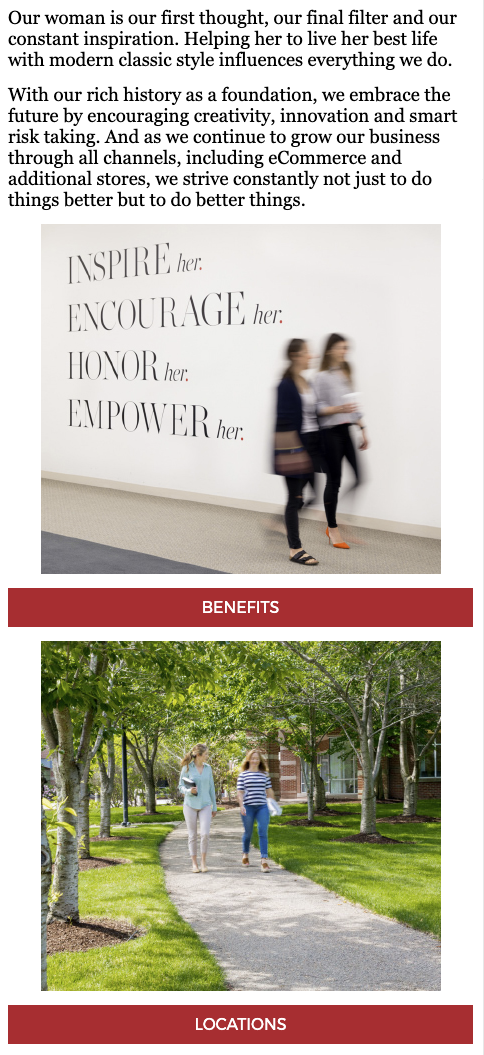 Our woman is our first thought, our final filter and our
constant inspiration. Helping her to live her best life
with modern classic style influences everything we do.
With our rich history as a foundation, we embrace the
future by encouraging creativity, innovation and smart
risk taking. And as we continue to grow our business
through all channels, including eCommerce and
additional stores, we strive constantly not just to do
things better but to do better things.
INSPIRE her.
ENCOURAGE her.
HONOR her.
EMPOWER her.
BENEFITS
LOCATIONS